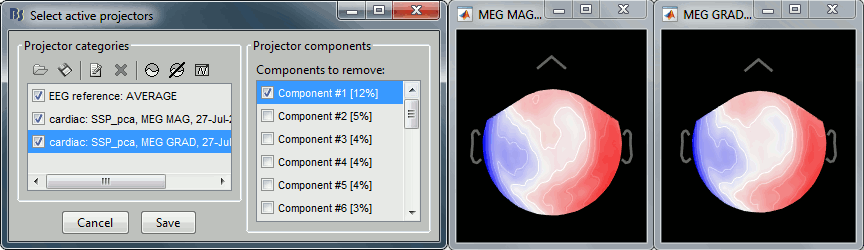 Select active projectors
Projector categories
EEG reference: AVERAGE
cardiac: SSP_pca, MEG MAG, 27-Jul-2
cardiac: SSP_pca, MEG GRAD, 27-Jul
Cancel
Save
Projector components
Components to remove:
Component #1 [12%]
Component #2 [5%]
Component #3 [4%]
Component #4 [4%]
Component #5 [4%]
Component #6 [3%]
MEG MAG...
MEG GRAD...